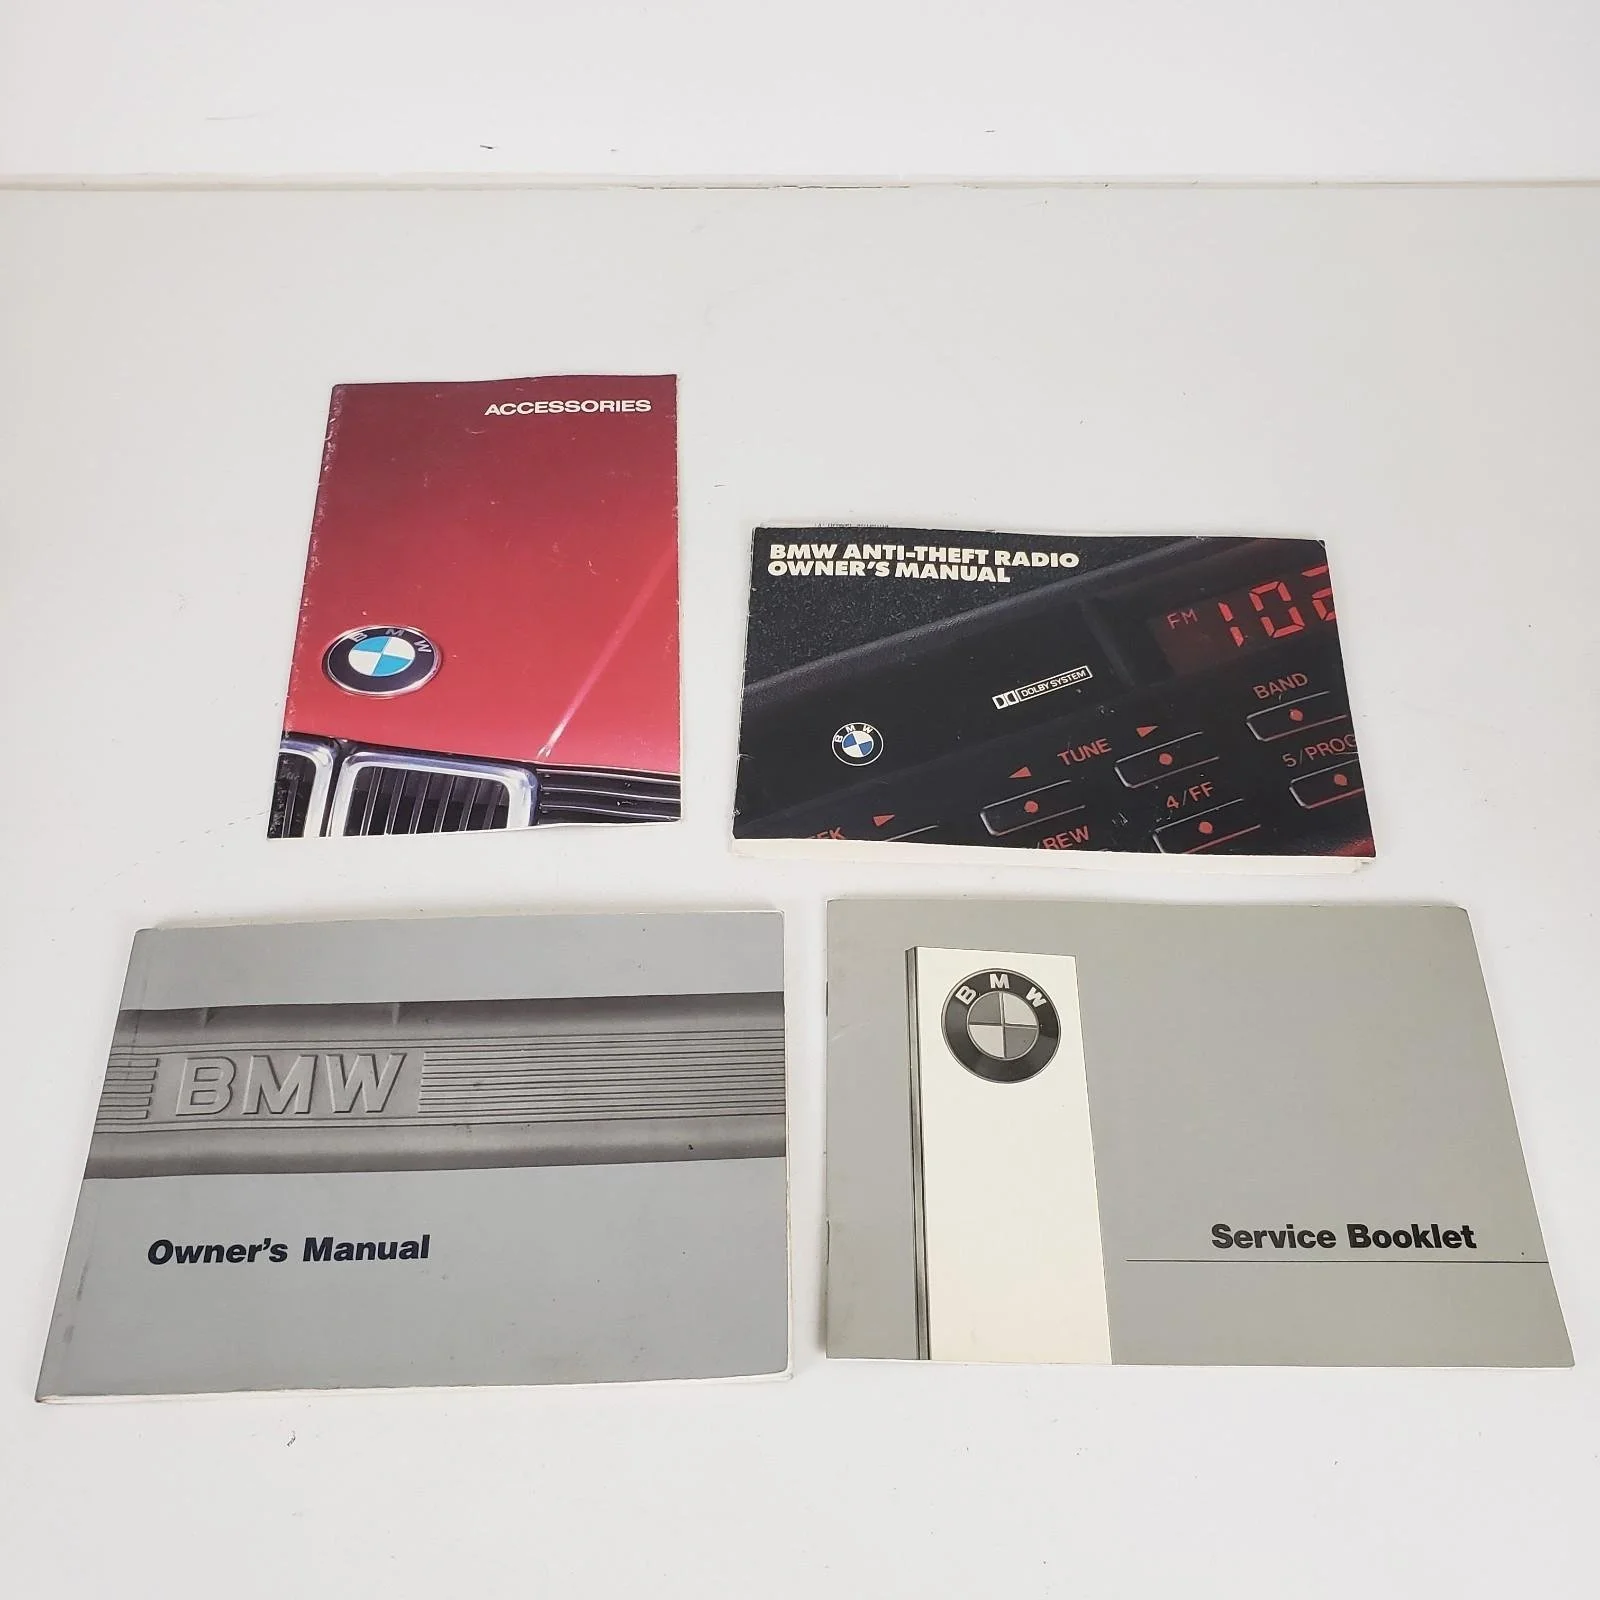 ACCESSORIES
BMW
BMW ANTI-THEFT RADIO
OWNER'S MANUAL
FM 102
DOLBY SYSTEM
BAND
BMW
TUNE
5/PROG
4/FF
/REW
BMW
Owner's Manual
BMW
Service Booklet